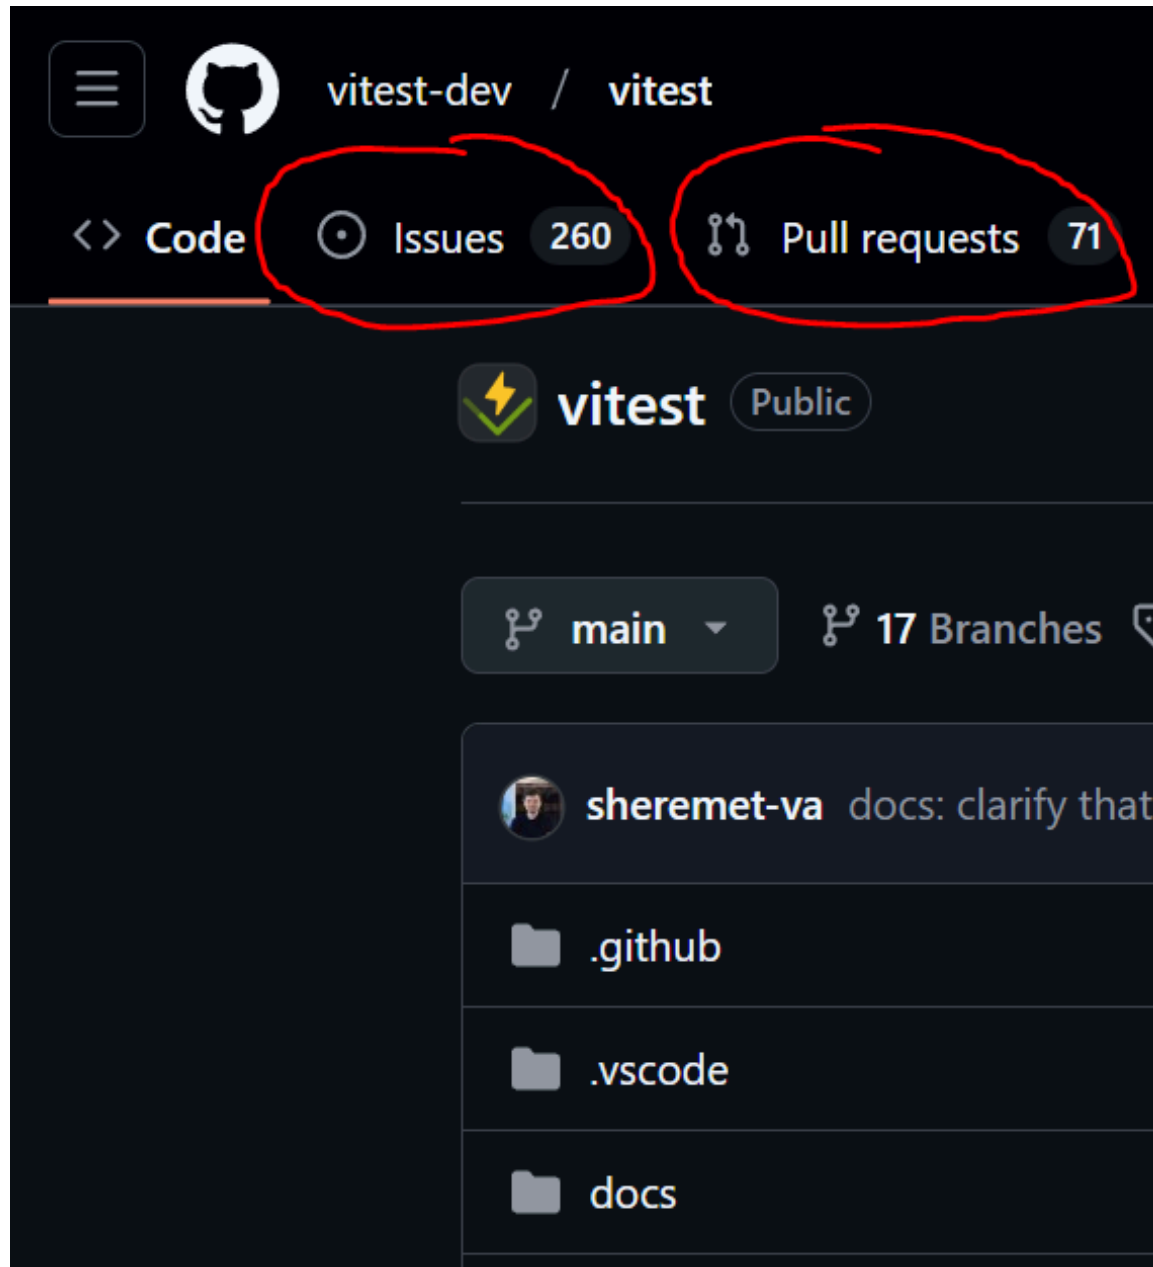 vitest-dev / vitest
Code Issues 260 Pull requests 71
vitest Public
main 17 Branches
sheremet-va docs: clarify that
.github
.vscode
docs